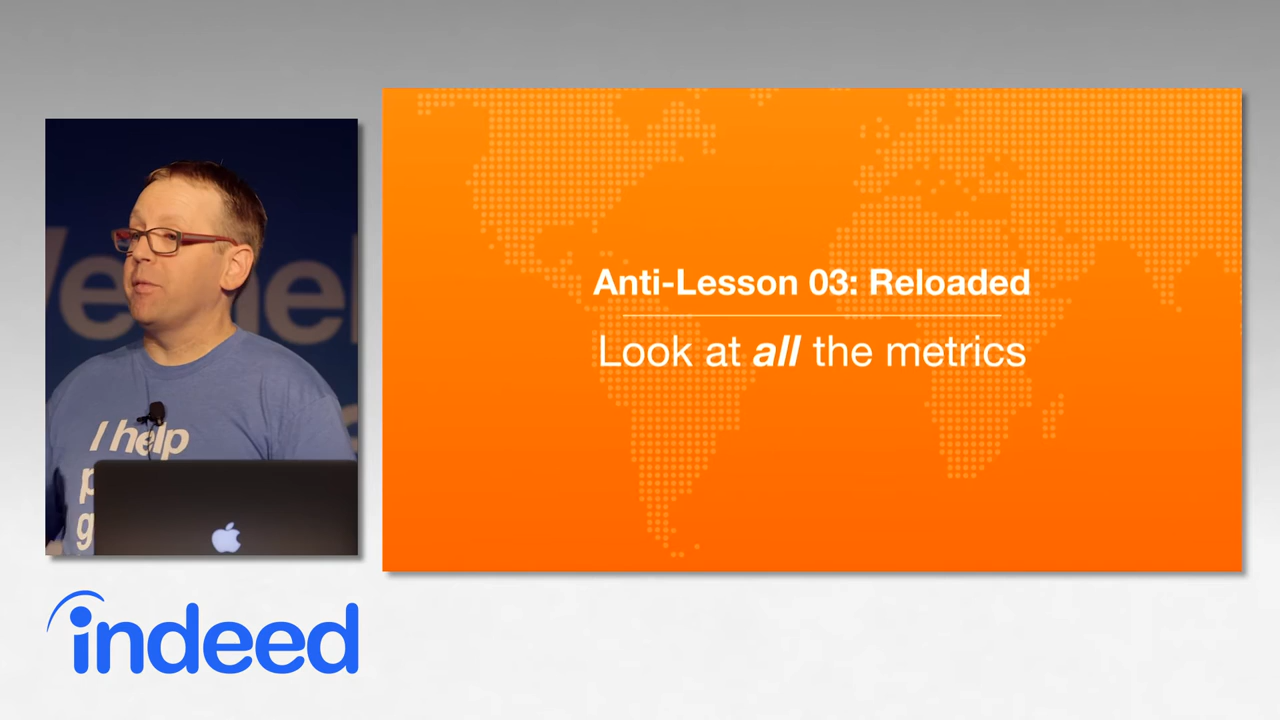 I help
p
g
Anti-Lesson 03: Reloaded
Look at all the metrics
indeed